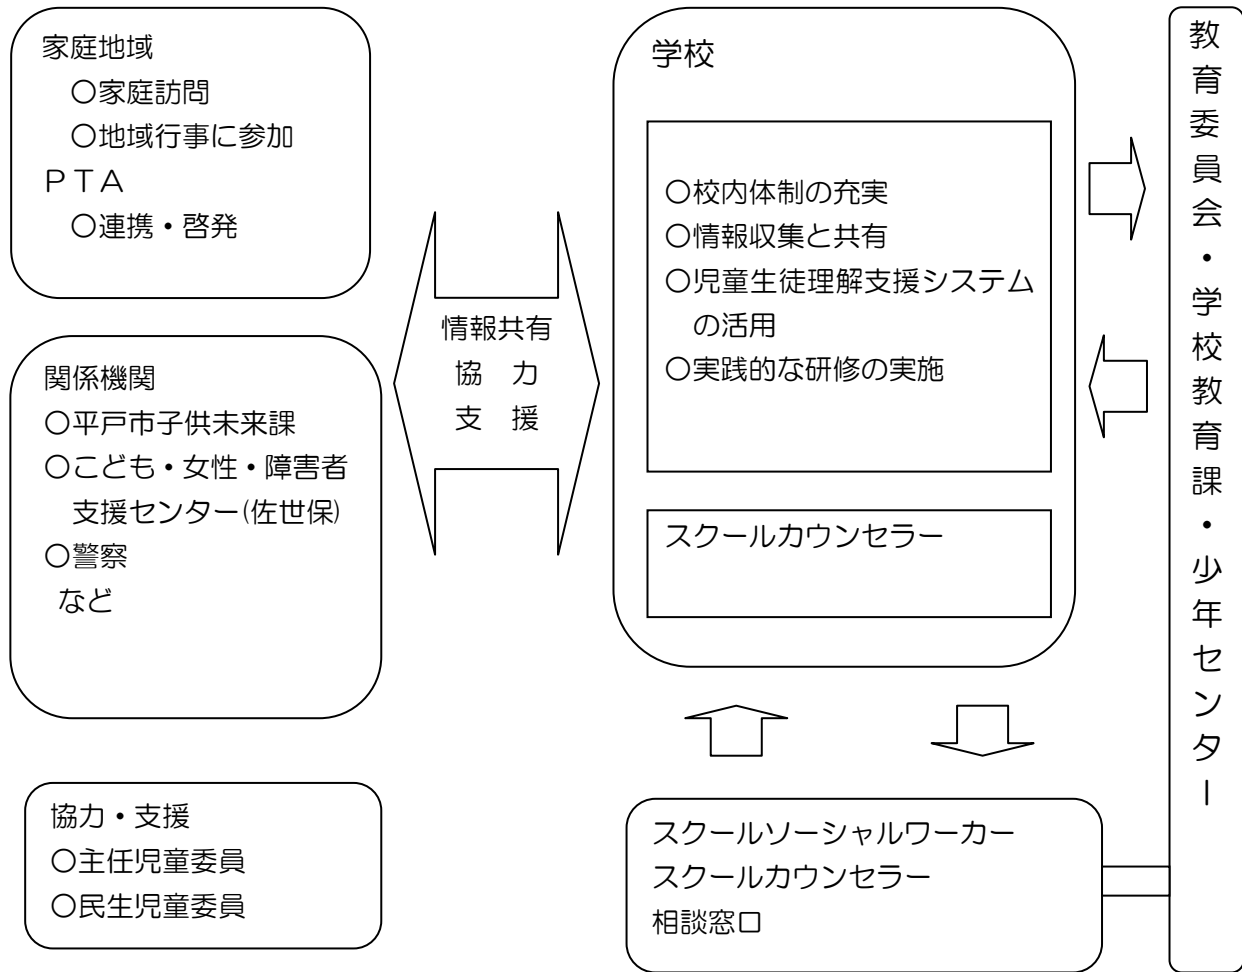 家庭地域
〇家庭訪問
〇地域行事に参加
ＰＴＡ
〇連携・啓発
関係機関
〇平戸市子供未来課
〇こども・女性・障害者
支援センター(佐世保)
〇警察
など
協力・支援
〇主任児童委員
〇民生児童委員
情報共有
協　力
支　援
学校
〇校内体制の充実
〇情報収集と共有
〇児童生徒理解支援システム
の活用
〇実践的な研修の実施
スクールカウンセラー
スクールソーシャルワーカー
スクールカウンセラー
相談窓口
教育委員会・学校教育課・少年センター